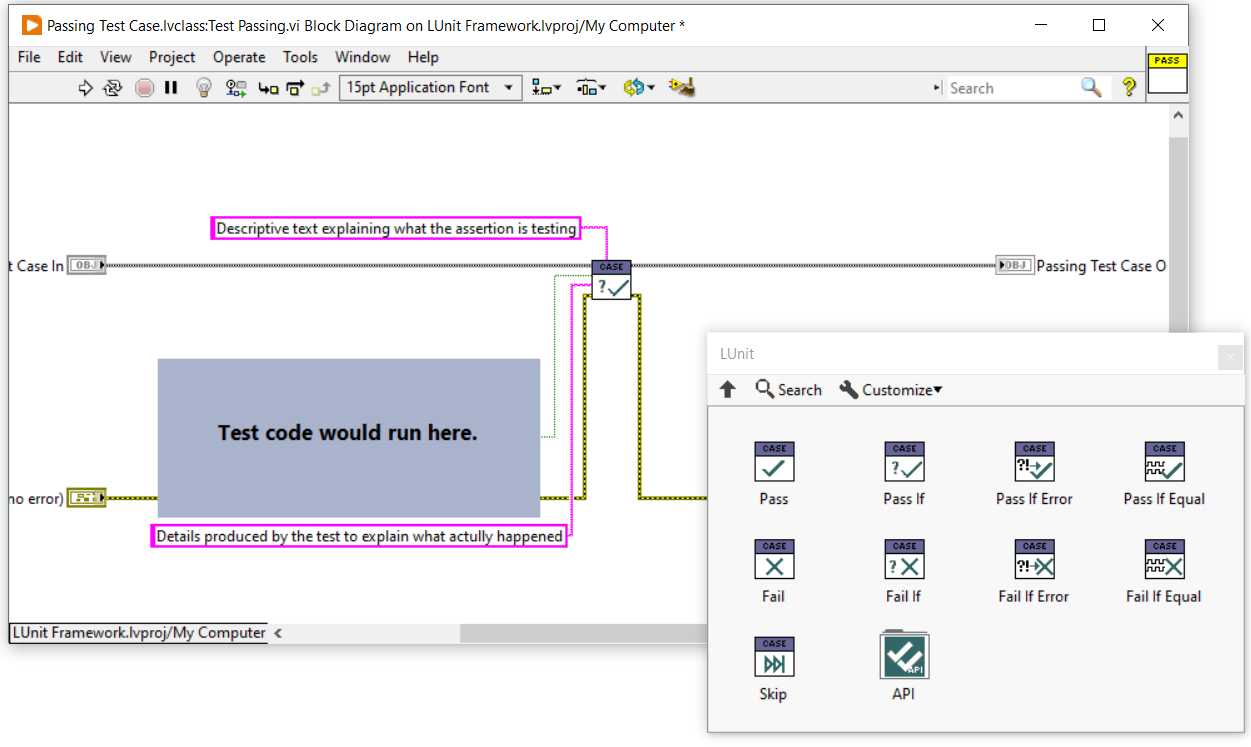 Passing Test Case.lvclass:Test Passing.vi Block Diagram on LUnit Framework.lvproj/My Computer *
File Edit View Project Operate Tools Window Help
PASS
15pt Application Font
Search
?
Descriptive text explaining what the assertion is testing
t Case In OBJ
CASE
?
OBJ Passing Test Case O
Test code would run here.
no error)
Details produced by the test to explain what actully happened
LUnit Framework.lvproj/My Computer <
LUnit
Search Customize
CASE CASE CASE CASE
? ?!
Pass Pass If Pass If Error Pass If Equal
CASE CASE CASE CASE
? ?!
Fail Fail If Fail If Error Fail If Equal
CASE
API
Skip API